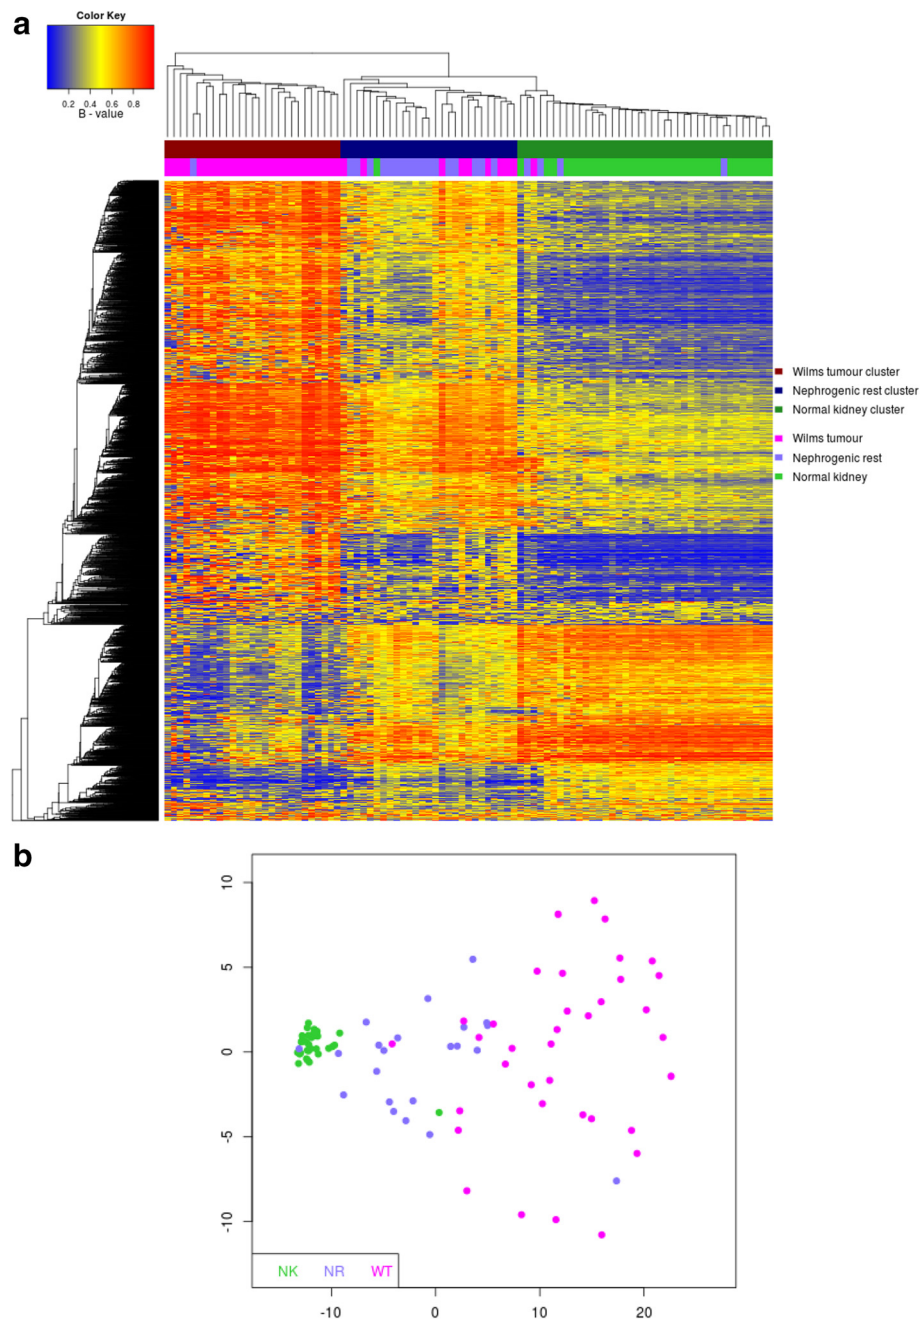 a
Color Key
0.2 0.4 0.6 0.8
B - value
Wilms tumour cluster
Nephrogenic rest cluster
Normal kidney cluster
Wilms tumour
Nephrogenic rest
Normal kidney
b
10
5
0
-5
-10
NK NR WT
-10 0 10 20